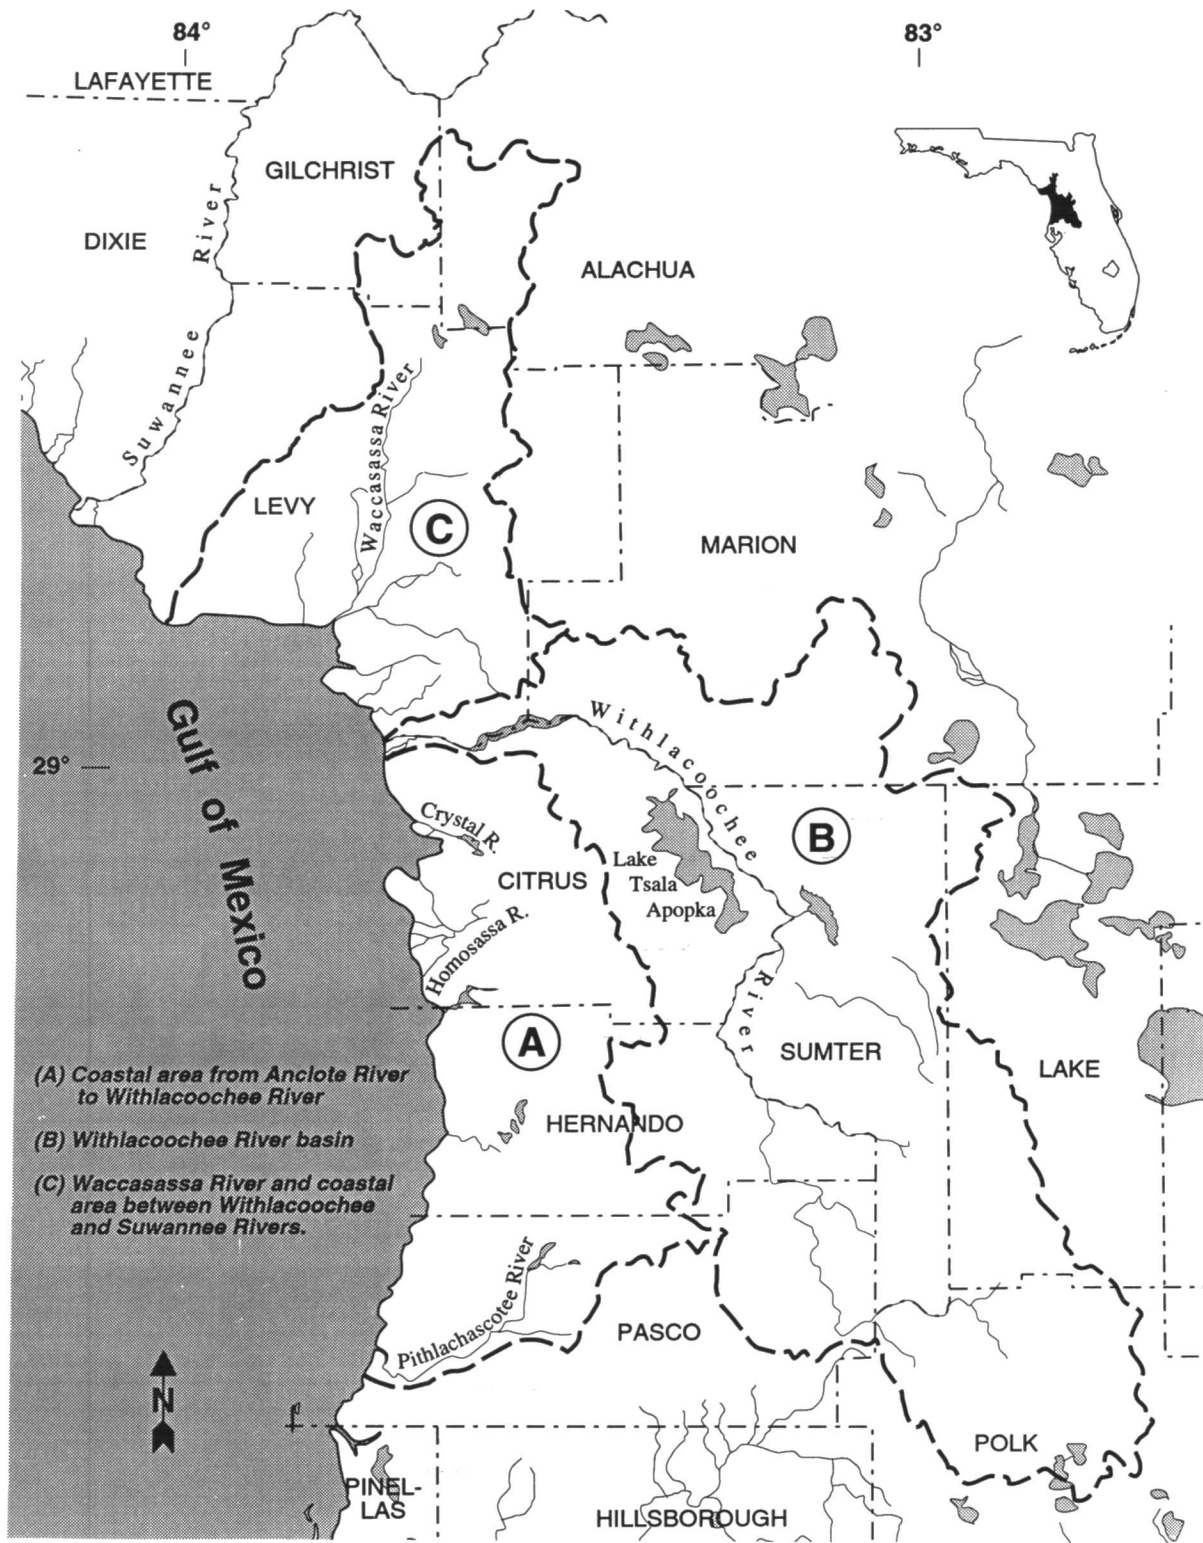 84°
83°
LAFAYETTE
GILCHRIST
DIXIE
Suwannee River
ALACHUA
Waccasassa River
LEVY
C
MARION
Gulf of Mexico
29°
Withlacoochee River
Crystal R.
B
Lake
Tsala
Apopka
CITRUS
Homosassa R.
A
SUMTER
LAKE
(A) Coastal area from Anclote River
to Withlacoochee River
HERNANDO
(B) Withlacoochee River basin
(C) Waccasassa River and coastal
area between Withlacoochee
and Suwannee Rivers.
Pithlachascotee River
PASCO
N
POLK
PINEL-
LAS
HILLSBOROUGH